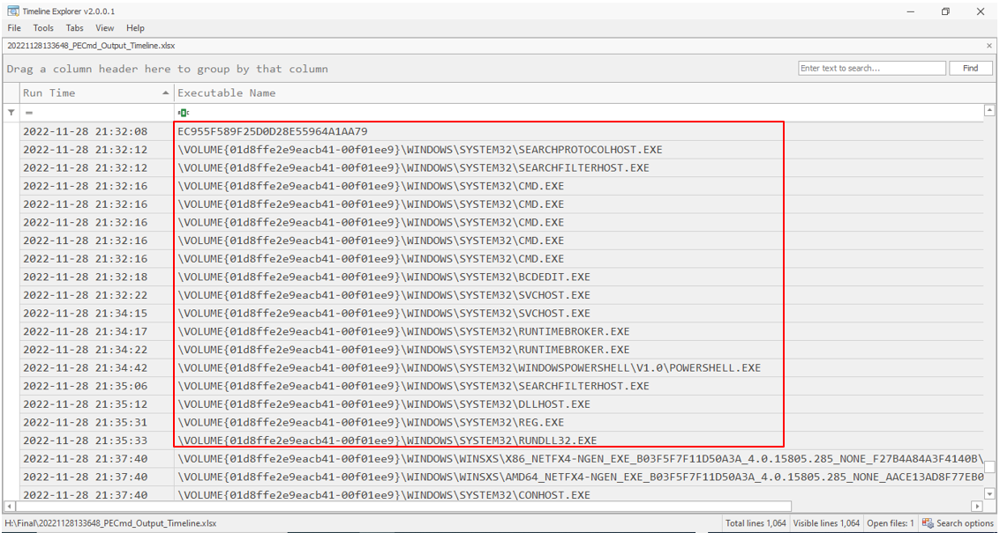 Timeline Explorer v2.0.0.1
File Tools Tabs View Help
20221128133648_PECmd_Output_Timeline.xlsx
Drag a column header here to group by that column
Enter text to search...
Find
Run Time Executable Name
=
2022-11-28 21:32:08 EC955F589F25D0D28E55964A1AA79
2022-11-28 21:32:12 \VOLUME{01d8ffe2e9eacb41-00f01ee9}\WINDOWS\SYSTEM32\SEARCHPROTOCOLHOST.EXE
2022-11-28 21:32:12 \VOLUME{01d8ffe2e9eacb41-00f01ee9}\WINDOWS\SYSTEM32\SEARCHFILTERHOST.EXE
2022-11-28 21:32:16 \VOLUME{01d8ffe2e9eacb41-00f01ee9}\WINDOWS\SYSTEM32\CMD.EXE
2022-11-28 21:32:16 \VOLUME{01d8ffe2e9eacb41-00f01ee9}\WINDOWS\SYSTEM32\CMD.EXE
2022-11-28 21:32:16 \VOLUME{01d8ffe2e9eacb41-00f01ee9}\WINDOWS\SYSTEM32\CMD.EXE
2022-11-28 21:32:16 \VOLUME{01d8ffe2e9eacb41-00f01ee9}\WINDOWS\SYSTEM32\CMD.EXE
2022-11-28 21:32:16 \VOLUME{01d8ffe2e9eacb41-00f01ee9}\WINDOWS\SYSTEM32\CMD.EXE
2022-11-28 21:32:18 \VOLUME{01d8ffe2e9eacb41-00f01ee9}\WINDOWS\SYSTEM32\BCDEDIT.EXE
2022-11-28 21:32:22 \VOLUME{01d8ffe2e9eacb41-00f01ee9}\WINDOWS\SYSTEM32\SVCHOST.EXE
2022-11-28 21:34:15 \VOLUME{01d8ffe2e9eacb41-00f01ee9}\WINDOWS\SYSTEM32\SVCHOST.EXE
2022-11-28 21:34:17 \VOLUME{01d8ffe2e9eacb41-00f01ee9}\WINDOWS\SYSTEM32\RUNTIMEBROKER.EXE
2022-11-28 21:34:22 \VOLUME{01d8ffe2e9eacb41-00f01ee9}\WINDOWS\SYSTEM32\RUNTIMEBROKER.EXE
2022-11-28 21:34:42 \VOLUME{01d8ffe2e9eacb41-00f01ee9}\WINDOWS\SYSTEM32\WINDOWSPOWERSHELL\V1.0\POWERSHELL.EXE
2022-11-28 21:35:06 \VOLUME{01d8ffe2e9eacb41-00f01ee9}\WINDOWS\SYSTEM32\SEARCHFILTERHOST.EXE
2022-11-28 21:35:12 \VOLUME{01d8ffe2e9eacb41-00f01ee9}\WINDOWS\SYSTEM32\DLLHOST.EXE
2022-11-28 21:35:31 \VOLUME{01d8ffe2e9eacb41-00f01ee9}\WINDOWS\SYSTEM32\REG.EXE
2022-11-28 21:35:33 \VOLUME{01d8ffe2e9eacb41-00f01ee9}\WINDOWS\SYSTEM32\RUNDLL32.EXE
2022-11-28 21:37:40 \VOLUME{01d8ffe2e9eacb41-00f01ee9}\WINDOWS\WINSXS\X86_NETFX4-NGEN_EXE_B03F5F7F11D50A3A_4.0.15805.285_NONE_F27B4A84A3F4140B\
2022-11-28 21:37:40 \VOLUME{01d8ffe2e9eacb41-00f01ee9}\WINDOWS\WINSXS\AMD64_NETFX4-NGEN_EXE_B03F5F7F11D50A3A_4.0.15805.285_NONE_AACE13AD8F77EB0
2022-11-28 21:37:40 \VOLUME{01d8ffe2e9eacb41-00f01ee9}\WINDOWS\SYSTEM32\CONHOST.EXE
H:\Final\20221128133648_PECmd_Output_Timeline.xlsx Total lines 1,064 Visible lines 1,064 Open files: 1 Search options